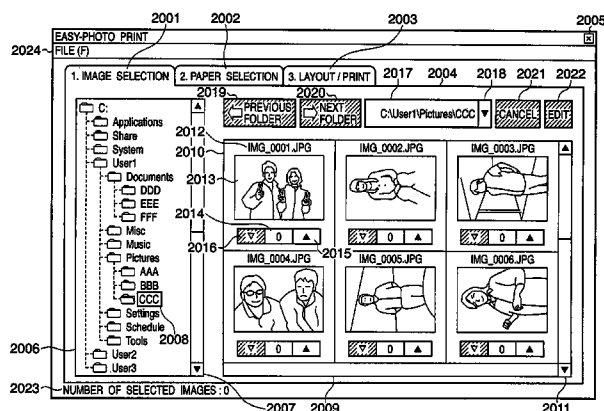 2001 2002 2003 2005
EASY-PHOTO PRINT X
2024
FILE (F)
1. IMAGE SELECTION 2. PAPER SELECTION 3. LAYOUT / PRINT
2019 2020 2017 2004 2018 2021 2022
C:
Applications
Share
System
User1
Documents
DDD
EEE
FFF
Misc
Music
Pictures
AAA
BBB
CCC
Settings
Schedule
Tools
User2
User3
PREVIOUS FOLDER NEXT FOLDER C:\User1\Pictures\CCC CANCEL EDIT
2012
2010
2013
2014
2016
2015
IMG_0001.JPG IMG_0002.JPG IMG_0003.JPG
0 0 0
IMG_0004.JPG IMG_0005.JPG IMG_0006.JPG
0 0 0
2008
2006
2023
NUMBER OF SELECTED IMAGES : 0
2007 2009 2011